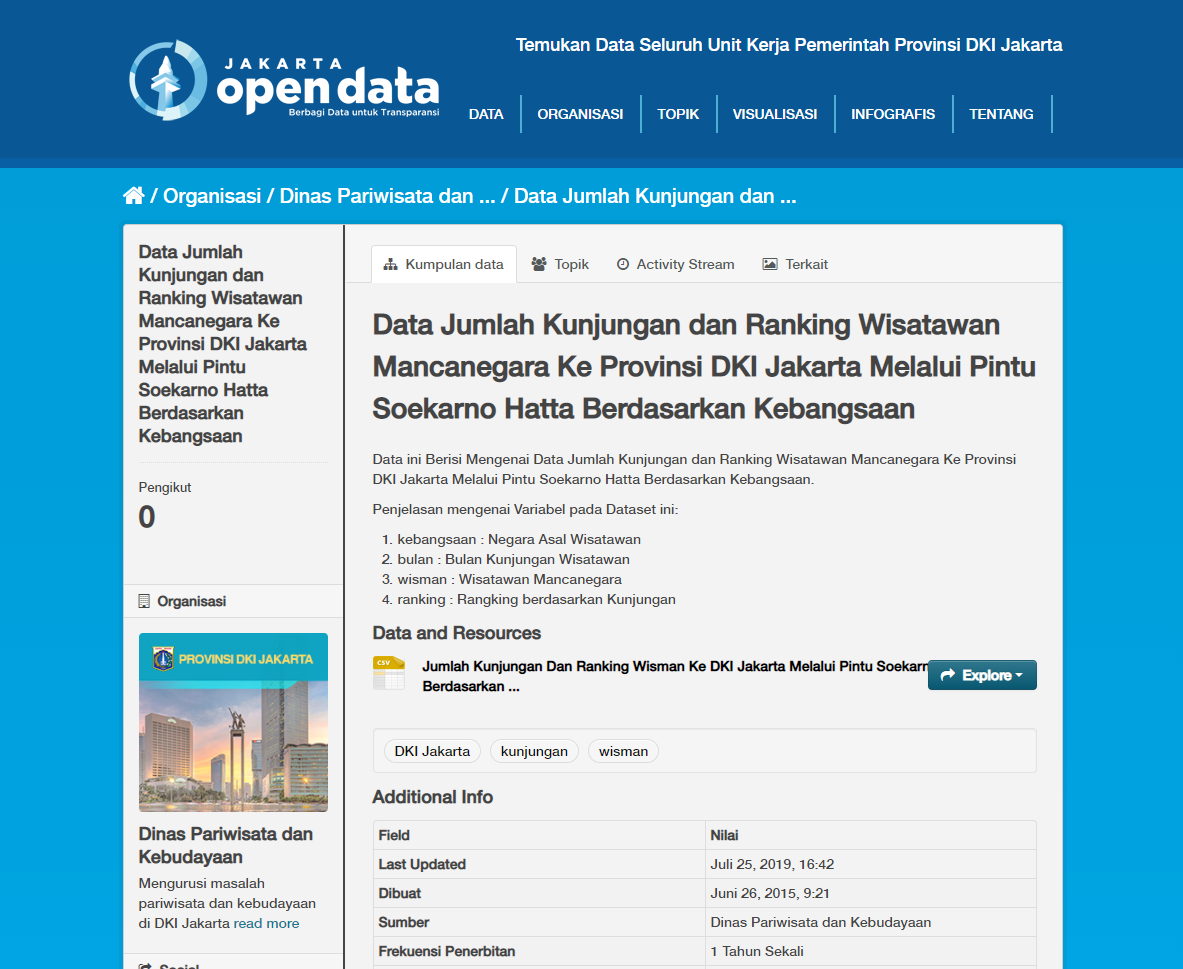 Temukan Data Seluruh Unit Kerja Pemerintah Provinsi DKI Jakarta
JAKARTA
open data
Berbagi Data untuk Transparansi
DATA
ORGANISASI
TOPIK
VISUALISASI
INFOGRAFIS
TENTANG
/ Organisasi / Dinas Pariwisata dan ... / Data Jumlah Kunjungan dan ...
Data Jumlah
Kunjungan dan
Ranking Wisatawan
Mancanegara Ke
Provinsi DKI Jakarta
Melalui Pintu
Soekarno Hatta
Berdasarkan
Kebangsaan
Pengikut
0
Organisasi
PROVINSI DKI JAKARTA
Dinas Pariwisata dan
Kebudayaan
Mengurusi masalah
pariwisata dan kebudayaan
di DKI Jakarta read more
Social
Kumpulan data
Topik
Activity Stream
Terkait
Data Jumlah Kunjungan dan Ranking Wisatawan
Mancanegara Ke Provinsi DKI Jakarta Melalui Pintu
Soekarno Hatta Berdasarkan Kebangsaan
Data ini Berisi Mengenai Data Jumlah Kunjungan dan Ranking Wisatawan Mancanegara Ke Provinsi
DKI Jakarta Melalui Pintu Soekarno Hatta Berdasarkan Kebangsaan.
Penjelasan mengenai Variabel pada Dataset ini:
1. kebangsaan : Negara Asal Wisatawan
2. bulan : Bulan Kunjungan Wisatawan
3. wisman : Wisatawan Mancanegara
4. ranking : Rangking berdasarkan Kunjungan
Data and Resources
CSV
Jumlah Kunjungan Dan Ranking Wisman Ke DKI Jakarta Melalui Pintu
Berdasarkan ...
Explore
DKI Jakarta
kunjungan
wisman
Additional Info
Field Nilai
Last Updated Juli 25, 2019, 16:42
Dibuat Juni 26, 2015, 9:21
Sumber Dinas Pariwisata dan Kebudayaan
Frekuensi Penerbitan 1 Tahun Sekali